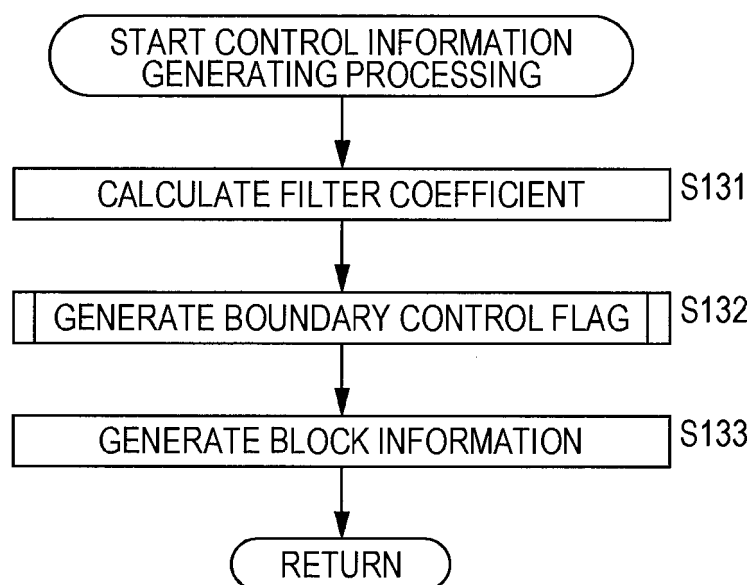 START CONTROL INFORMATION
GENERATING PROCESSING
CALCULATE FILTER COEFFICIENT
S131
GENERATE BOUNDARY CONTROL FLAG
S132
GENERATE BLOCK INFORMATION
S133
RETURN